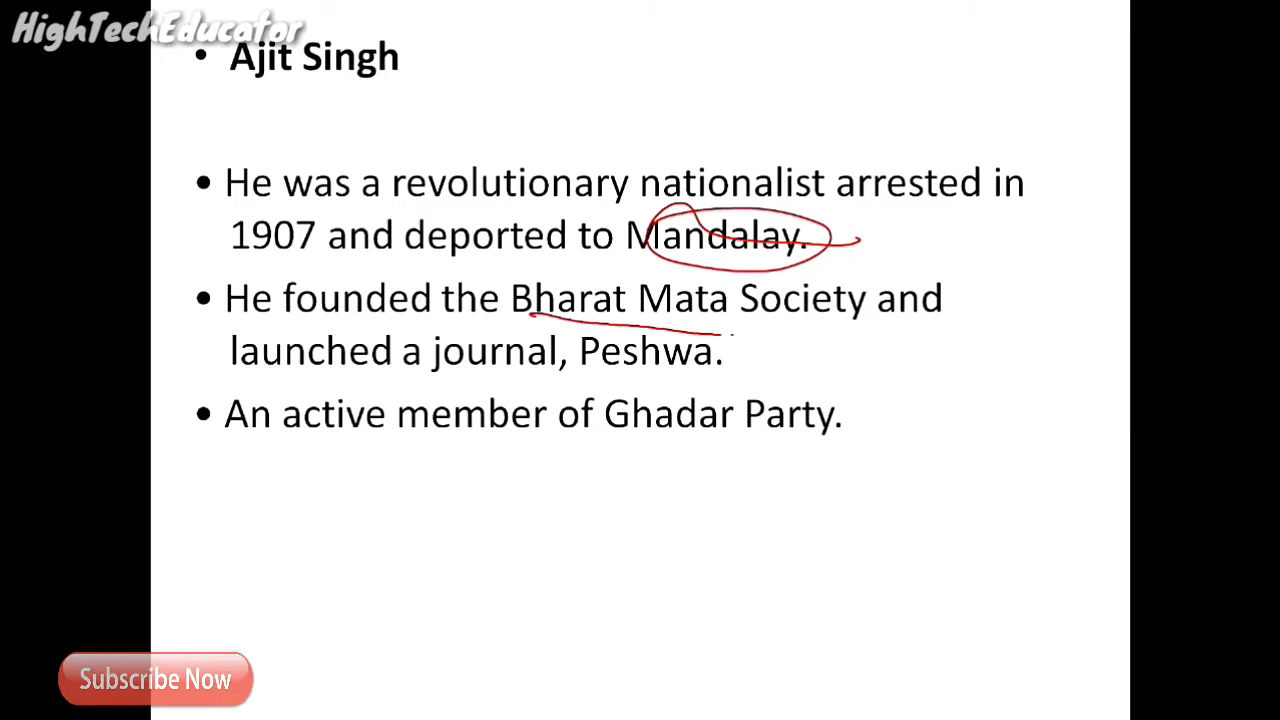 HighTechEducator
• Ajit Singh
• He was a revolutionary nationalist arrested in
1907 and deported to Mandalay.
• He founded the Bharat Mata Society and
launched a journal, Peshwa.
• An active member of Ghadar Party.
Subscribe Now